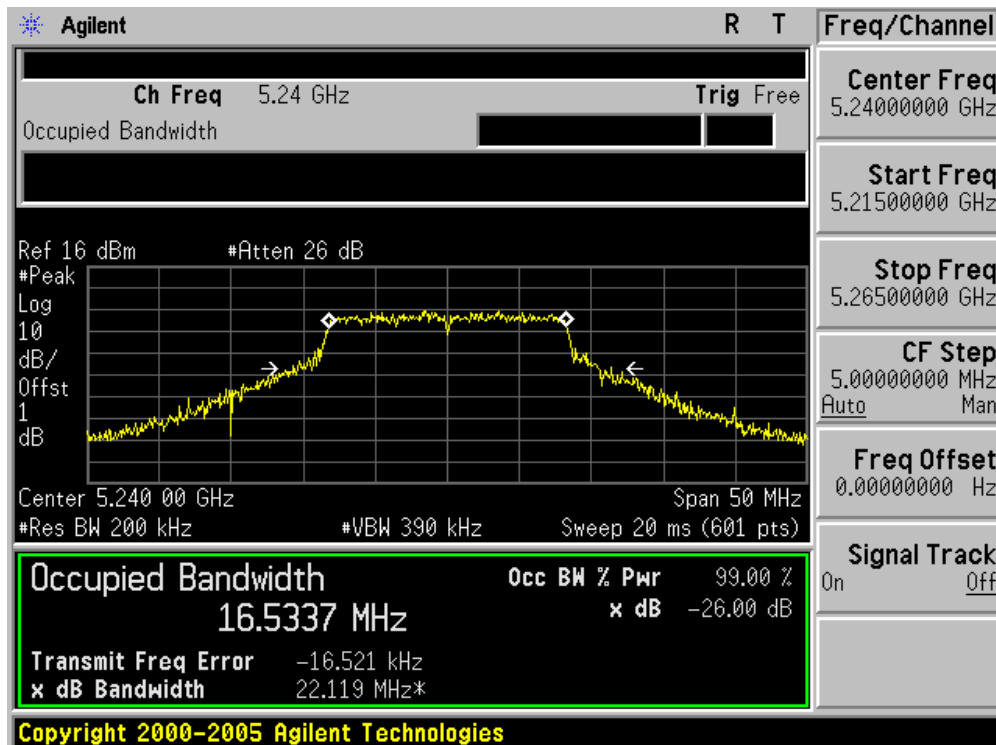 Agilent R T
Freq/Channel
Ch Freq 5.24 GHz Trig Free
Occupied Bandwidth
Center Freq
5.24000000 GHz
Start Freq
5.21500000 GHz
Stop Freq
5.26500000 GHz
CF Step
5.00000000 MHz
Auto Man
Freq Offset
0.00000000 Hz
Signal Track
On Off
Ref 16 dBm #Atten 26 dB
#Peak
Log
10
dB/
Offst
1
dB
Center 5.240 00 GHz Span 50 MHz
#Res BW 200 kHz #VBW 390 kHz Sweep 20 ms (601 pts)
Occupied Bandwidth
16.5337 MHz
Occ BW % Pwr 99.00 %
x dB -26.00 dB
Transmit Freq Error -16.521 kHz
x dB Bandwidth 22.119 MHz*
Copyright 2000-2005 Agilent Technologies